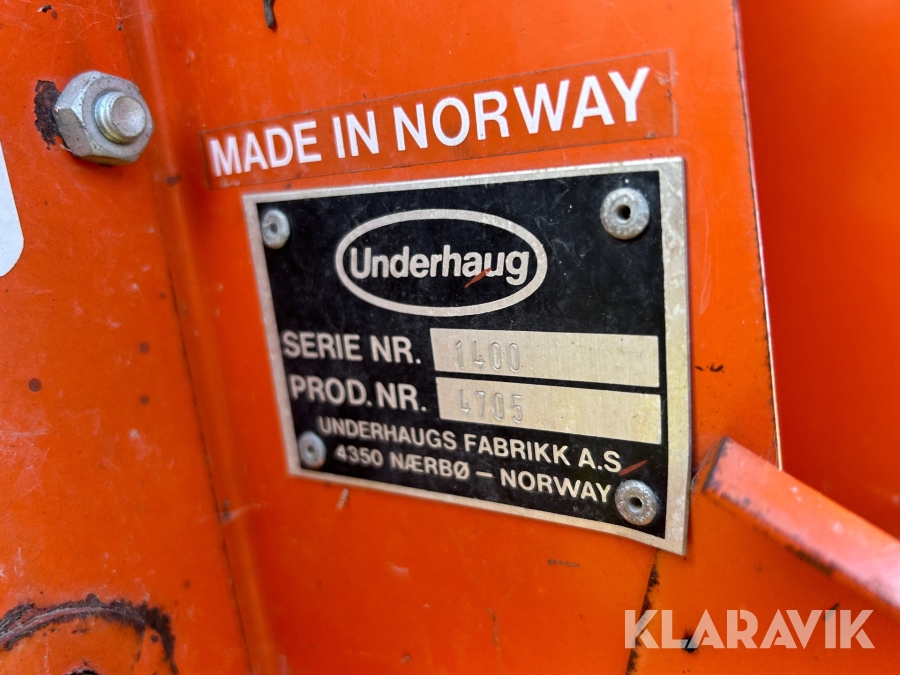 MADE IN NORWAY
Underhaug
SERIE NR. 1400
PROD. NR. 4705
UNDERHAUGS FABRIKK A.S
4350 NÆRBØ – NORWAY
KLARAVIK